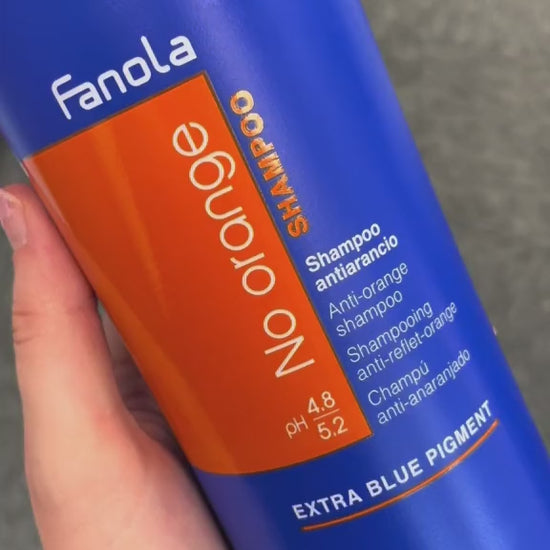 Fanola
No orange
SHAMPOO
Shampoo
antiarancio
Anti-orange
shampoo
Shampooing
anti-reflet-orange
Champú
anti-anaranjado
pH 4.8
5.2
EXTRA BLUE PIGMENT